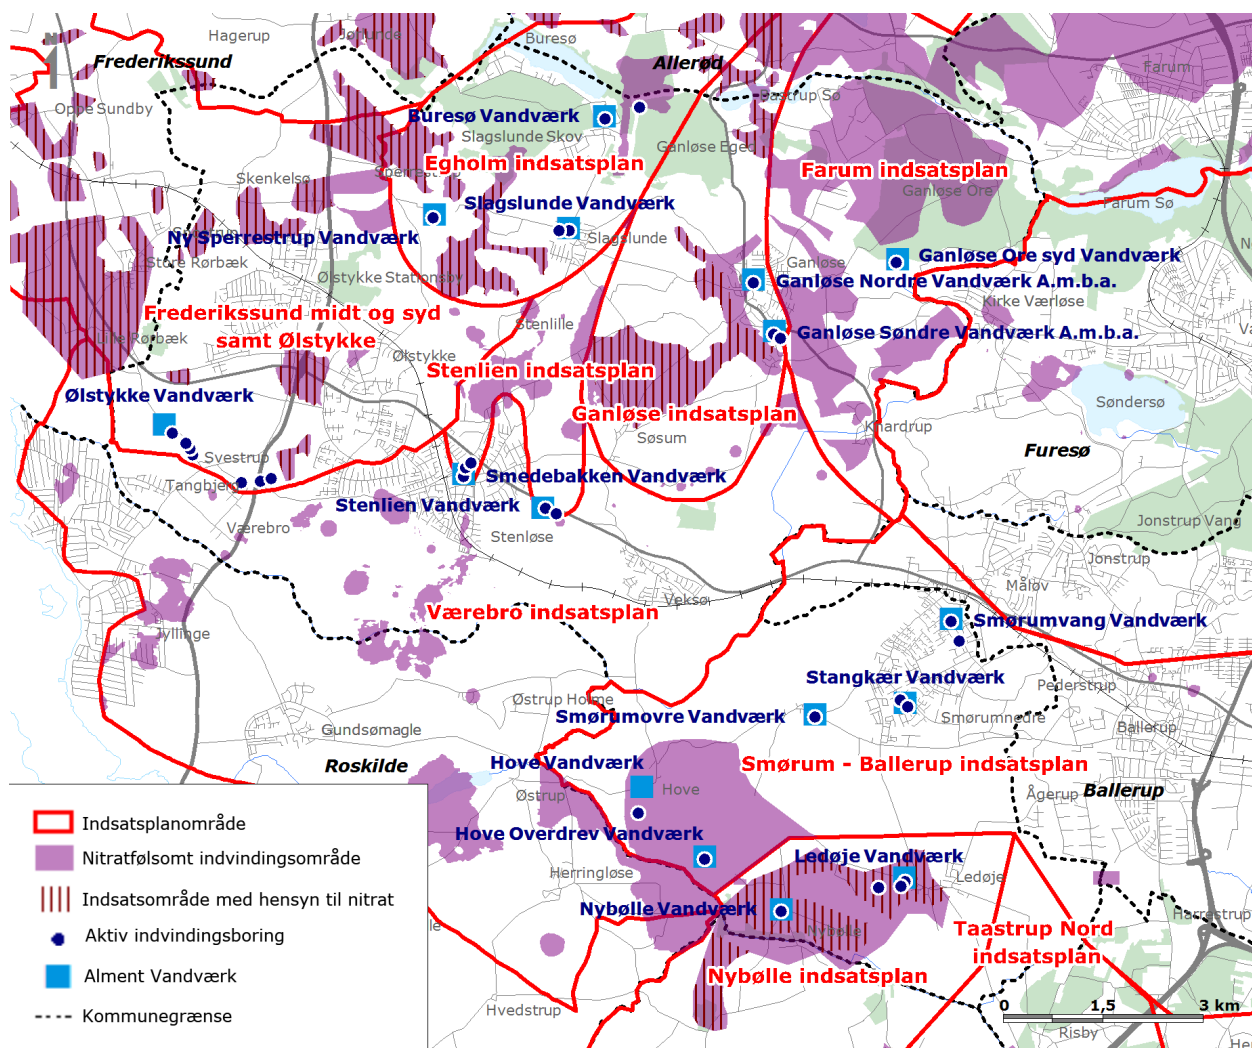 Hagerup
Jørlunde
Buresø
N
Frederikssund
Allerød
Farum
Oppe Sundby
Bastrup Sø
Buresø Vandværk
Slagslunde Skov
Ganløse Eged
Egholm indsatsplan
Farum indsatsplan
Skenkelsø
Sperrestrup
Ganløse Ore
Slagslunde Vandværk
Farum Sø
Ny Sperrestrup Vandværk
Slagslunde
Store Rørbæk
Ølstykke Stationsby
Ganløse
Ganløse Ore syd Vandværk
Ganløse Nordre Vandværk A.m.b.a.
Kirke Værløse
Frederikssund midt og syd
samt Ølstykke
Stenlille
Lille Rørbæk
Ganløse Søndre Vandværk A.m.b.a.
Ølstykke
Stenlien indsatsplan
Ølstykke Vandværk
Søndersø
Ganløse indsatsplan
Knardrup
Søsum
Furesø
Svestrup
Tangbjerg
Smedebakken Vandværk
Stenlien Vandværk
Værebro
Stenløse
Jonstrup Vang
Jonstrup
Måløv
Veksø
Værebro indsatsplan
Smørumvang Vandværk
Jyllinge
Stangkær Vandværk
Pederstrup
Østrup Holme
Smørumovre Vandværk
Smørumnedre
Gundsømagle
Ballerup
Roskilde
Hove Vandværk
Smørum - Ballerup indsatsplan
Østrup
Hove
Ågerup
Ballerup
Hove Overdrev Vandværk
Ledøje Vandværk
Herringløse
Ledøje
Nybølle Vandværk
Harrestrup
Nybølle
Taastrup Nord
indsatsplan
Nybølle indsatsplan
Hvedstrup
0 1,5 3 km
Risby
Indsatsplanområde
Nitratfølsomt indvindingsområde
Indsatsområde med hensyn til nitrat
Aktiv indvindingsboring
Alment Vandværk
Kommunegrænse